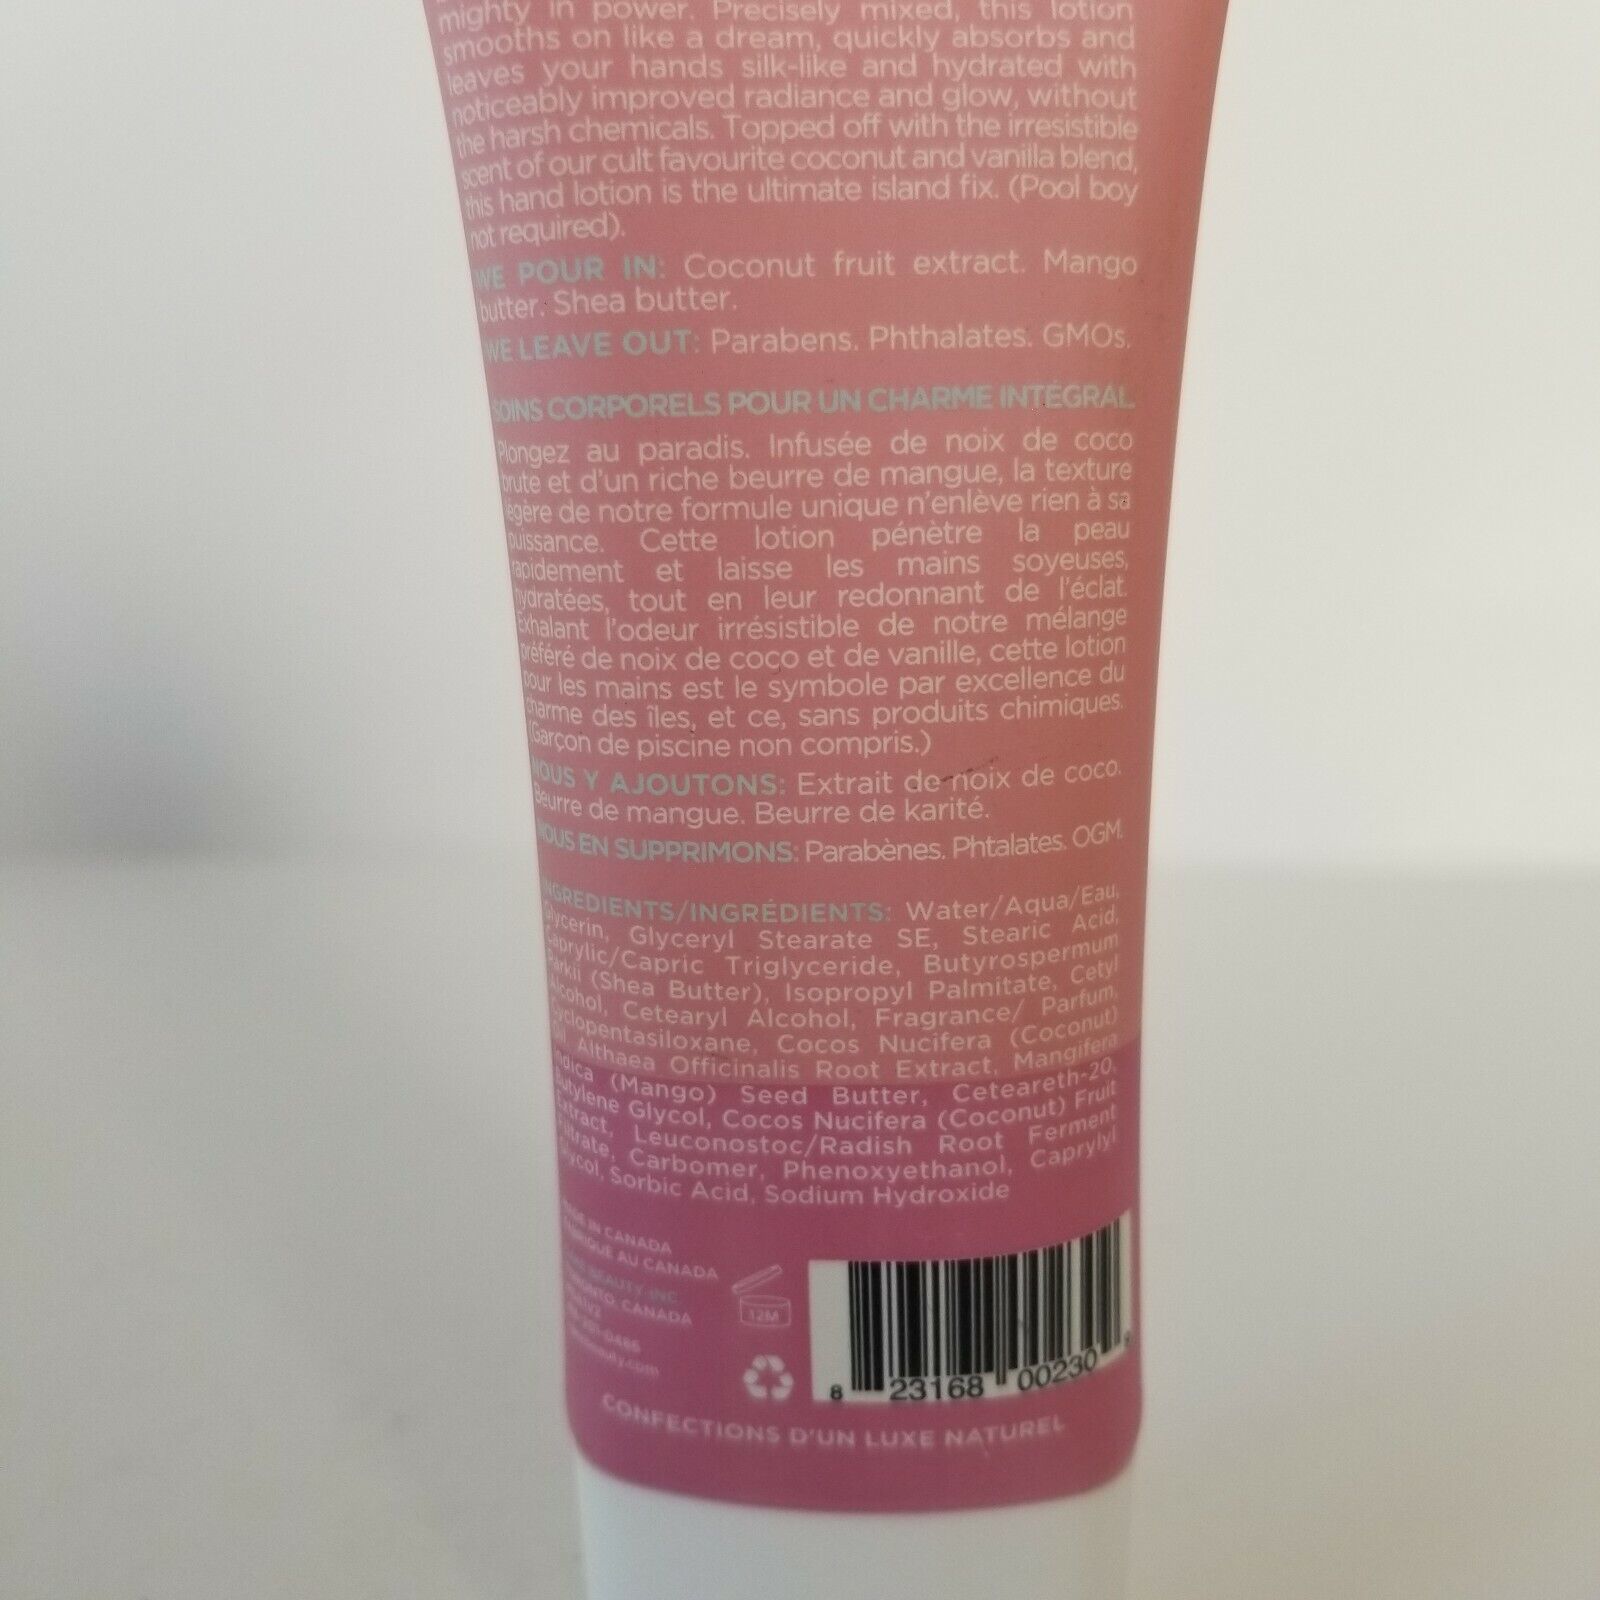 mighty in power. Precisely mixed, this lotion
smooths on like a dream, quickly absorbs and
leaves your hands silk-like and hydrated with
noticeably improved radiance and glow, without
the harsh chemicals. Topped off with the irresistible
scent of our cult favourite coconut and vanilla blend,
this hand lotion is the ultimate island fix. (Pool boy
not required).
WE POUR IN: Coconut fruit extract. Mango
butter. Shea butter.
WE LEAVE OUT: Parabens. Phthalates. GMOs.
SOINS CORPORELS POUR UN CHARME INTÉGRAL
Plongez au paradis. Infusée de noix de coco
brute et d'un riche beurre de mangue, la texture
légère de notre formule unique n'enlève rien à sa
puissance. Cette lotion pénètre la peau
rapidement et laisse les mains soyeuses,
hydratées, tout en leur redonnant de l'éclat.
Exhalant l'odeur irrésistible de notre mélange
préféré de noix de coco et de vanille, cette lotion
pour les mains est le symbole par excellence du
charme des îles, et ce, sans produits chimiques.
(Garçon de piscine non compris.)
NOUS Y AJOUTONS: Extrait de noix de coco.
Beurre de mangue. Beurre de karité.
NOUS EN SUPPRIMONS: Parabènes. Phtalates. OGM.
INGREDIENTS/INGRÉDIENTS: Water/Aqua/Eau,
Glycerin, Glyceryl Stearate SE, Stearic Acid,
Caprylic/Capric Triglyceride, Butyrospermum
Parkii (Shea Butter), Isopropyl Palmitate, Cetyl
Alcohol, Cetearyl Alcohol, Fragrance/ Parfum,
Cyclopentasiloxane, Cocos Nucifera (Coconut)
Oil, Althaea Officinalis Root Extract, Mangifera
Indica (Mango) Seed Butter, Ceteareth-20,
Butylene Glycol, Cocos Nucifera (Coconut) Fruit
Extract, Leuconostoc/Radish Root Ferment
Filtrate, Carbomer, Phenoxyethanol, Caprylyl
Glycol, Sorbic Acid, Sodium Hydroxide
MADE IN CANADA
FABRIQUÉ AU CANADA
BEAUTY INC
TORONTO, CANADA
12M
8 23168 00230 9
CONFECTIONS D'UN LUXE NATUREL